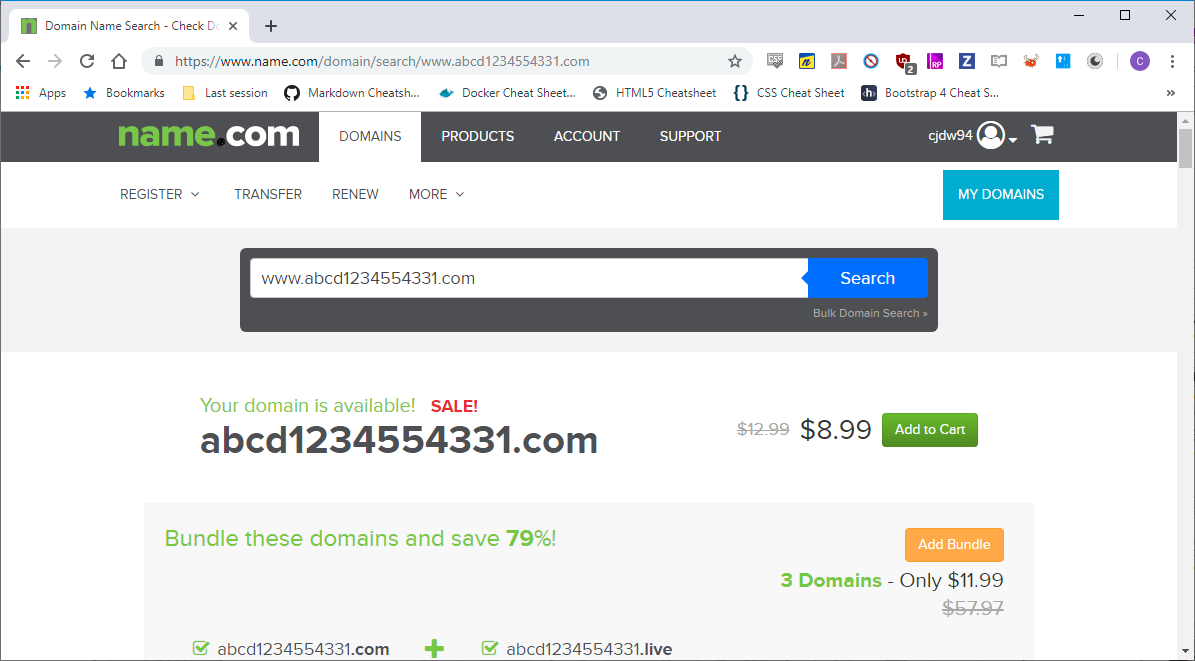 Domain Name Search - Check Do
https://www.name.com/domain/search/www.abcd1234554331.com
CSS
n
UD
2
RP
Z
C
Apps
Bookmarks
Last session
Markdown Cheatsh...
Docker Cheat Sheet...
HTML5 Cheatsheet
{} CSS Cheat Sheet
<h> Bootstrap 4 Cheat S...
»
name.com
DOMAINS
PRODUCTS
ACCOUNT
SUPPORT
cjdw94
REGISTER
TRANSFER
RENEW
MORE
MY DOMAINS
www.abcd1234554331.com
Search
Bulk Domain Search »
Your domain is available! SALE!
abcd1234554331.com
$12.99 $8.99 Add to Cart
Bundle these domains and save 79%!
Add Bundle
3 Domains - Only $11.99
$57.97
abcd1234554331.com + abcd1234554331.live